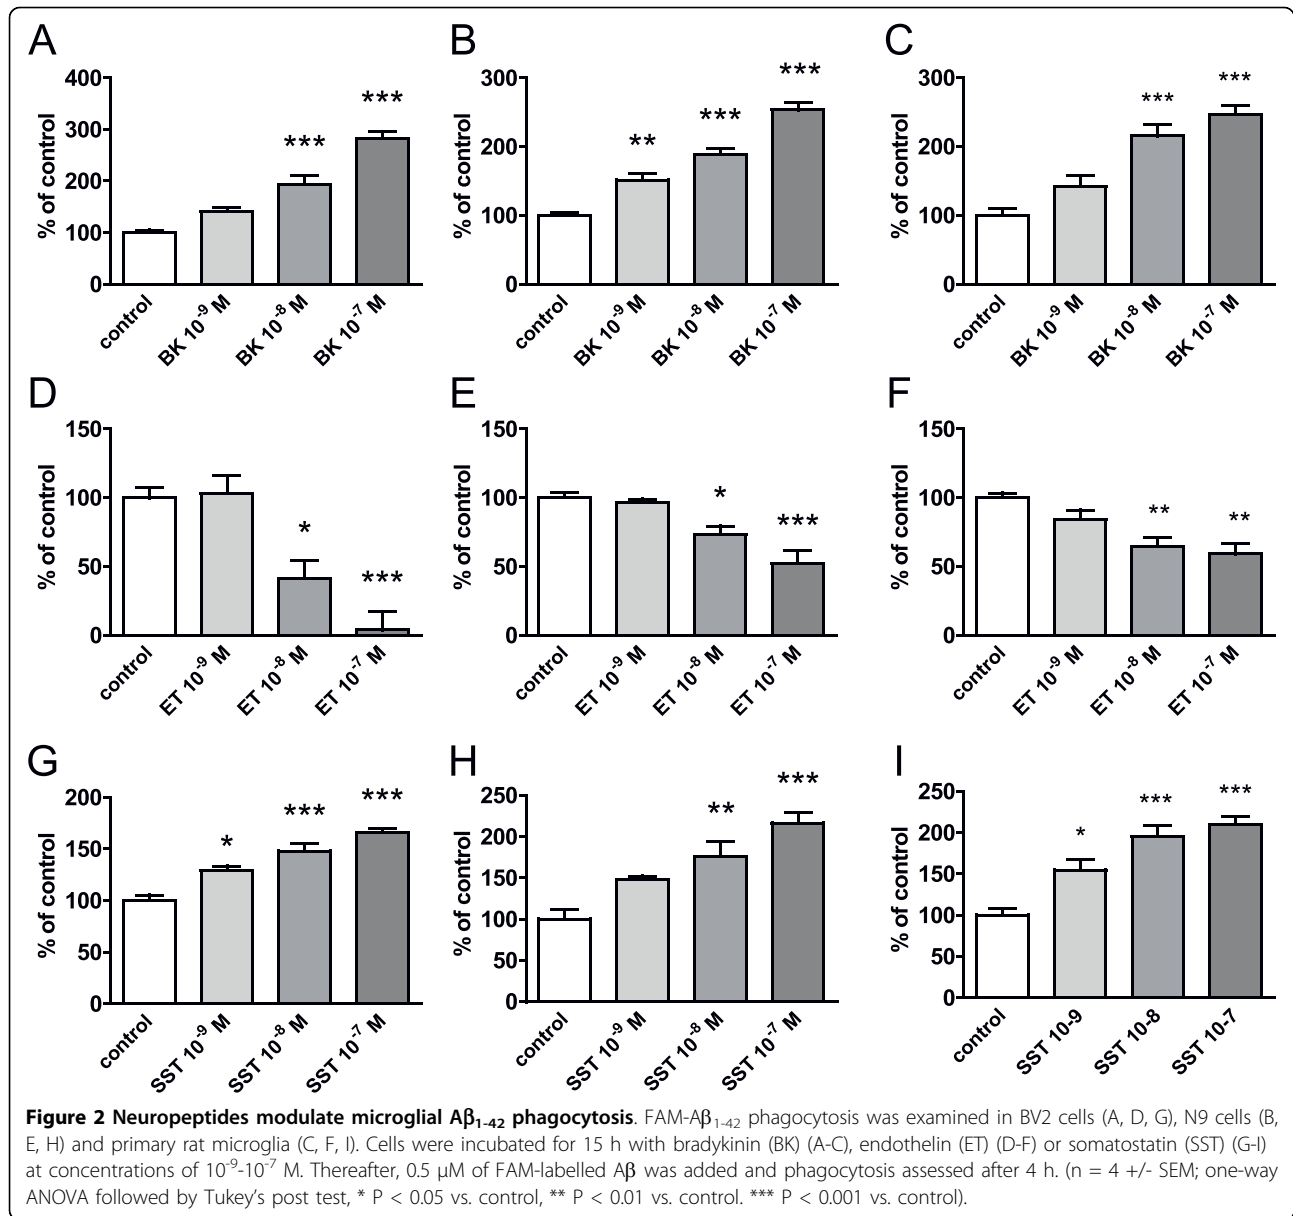 A
B
C
% of control
400
300
200
100
0
***
***
control
BK 10⁻⁹ M
BK 10⁻⁸ M
BK 10⁻⁷ M
% of control
300
200
100
0
**
***
***
control
BK 10⁻⁹ M
BK 10⁻⁸ M
BK 10⁻⁷ M
% of control
300
200
100
0
***
***
control
BK 10⁻⁹ M
BK 10⁻⁸ M
BK 10⁻⁷ M
D
E
F
% of control
150
100
50
0
*
***
control
ET 10⁻⁹ M
ET 10⁻⁸ M
ET 10⁻⁷ M
% of control
150
100
50
0
*
***
control
ET 10⁻⁹ M
ET 10⁻⁸ M
ET 10⁻⁷ M
% of control
150
100
50
0
**
**
control
ET 10⁻⁹ M
ET 10⁻⁸ M
ET 10⁻⁷ M
G
H
I
% of control
200
150
100
50
0
*
***
***
control
SST 10⁻⁹ M
SST 10⁻⁸ M
SST 10⁻⁷ M
% of control
250
200
150
100
50
0
**
***
control
SST 10⁻⁹ M
SST 10⁻⁸ M
SST 10⁻⁷ M
% of control
250
200
150
100
50
0
*
***
***
control
SST 10-9
SST 10-8
SST 10-7
Figure 2 Neuropeptides modulate microglial Aβ₁₋₄₂ phagocytosis. FAM-Aβ₁₋₄₂ phagocytosis was examined in BV2 cells (A, D, G), N9 cells (B,
E, H) and primary rat microglia (C, F, I). Cells were incubated for 15 h with bradykinin (BK) (A-C), endothelin (ET) (D-F) or somatostatin (SST) (G-I)
at concentrations of 10⁻⁹-10⁻⁷ M. Thereafter, 0.5 μM of FAM-labelled Aβ was added and phagocytosis assessed after 4 h. (n = 4 +/- SEM; one-way
ANOVA followed by Tukey's post test, * P < 0.05 vs. control, ** P < 0.01 vs. control. *** P < 0.001 vs. control).